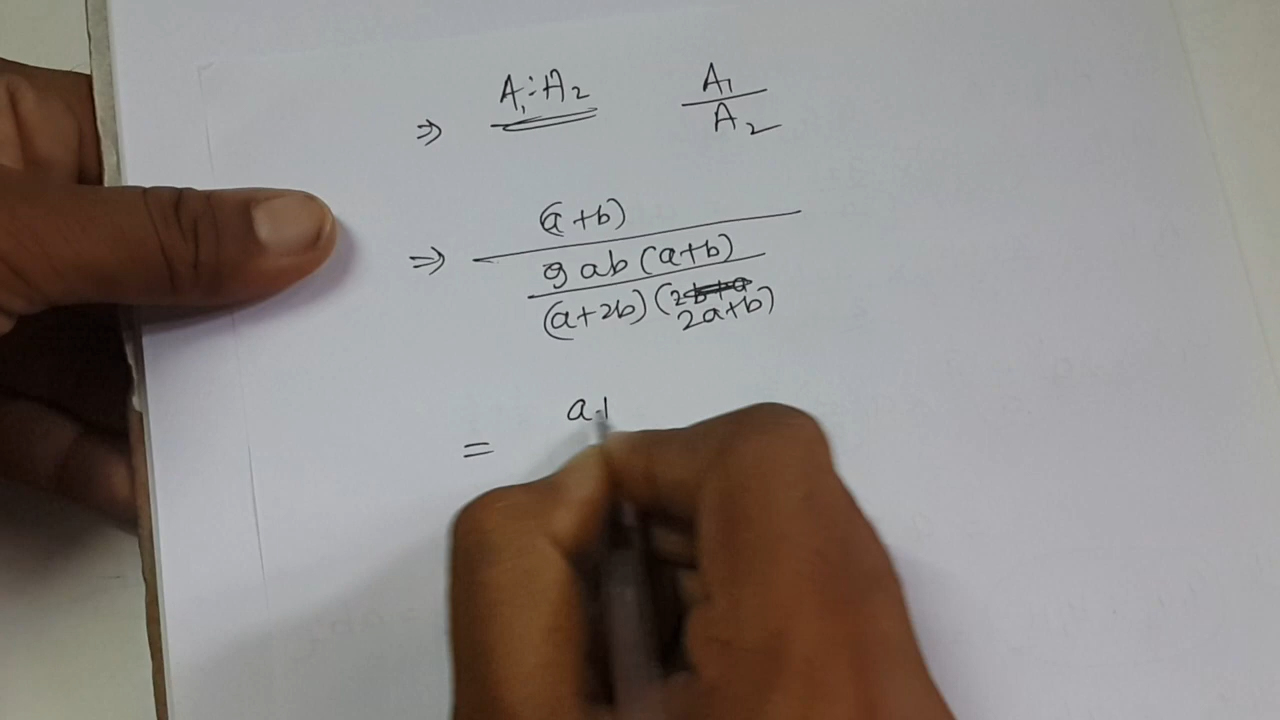 ⇒ A₁:A₂ A₁/A₂
⇒ (a+b)
9ab(a+b)
(a+2b)(2a+b)
= a+